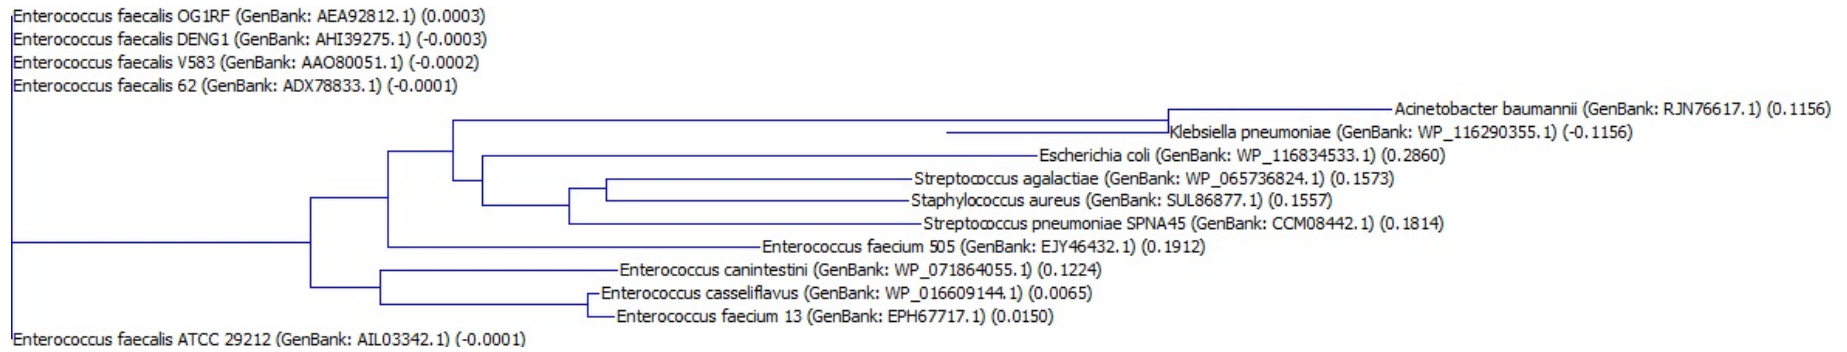 Enterococcus faecalis OG1RF (GenBank: AEA92812.1) (0.0003)
Enterococcus faecalis DENG1 (GenBank: AHI39275.1) (-0.0003)
Enterococcus faecalis V583 (GenBank: AAO80051.1) (-0.0002)
Enterococcus faecalis 62 (GenBank: ADX78833.1) (-0.0001)
Acinetobacter baumannii (GenBank: RJN76617.1) (0.1156)
Klebsiella pneumoniae (GenBank: WP_116290355.1) (-0.1156)
Escherichia coli (GenBank: WP_116834533.1) (0.2860)
Streptococcus agalactiae (GenBank: WP_065736824.1) (0.1573)
Staphylococcus aureus (GenBank: SUL86877.1) (0.1557)
Streptococcus pneumoniae SPNA45 (GenBank: CCM08442.1) (0.1814)
Enterococcus faecium 505 (GenBank: EJY46432.1) (0.1912)
Enterococcus canintestini (GenBank: WP_071864055.1) (0.1224)
Enterococcus casseliflavus (GenBank: WP_016609144.1) (0.0065)
Enterococcus faecium 13 (GenBank: EPH67717.1) (0.0150)
Enterococcus faecalis ATCC 29212 (GenBank: AIL03342.1) (-0.0001)